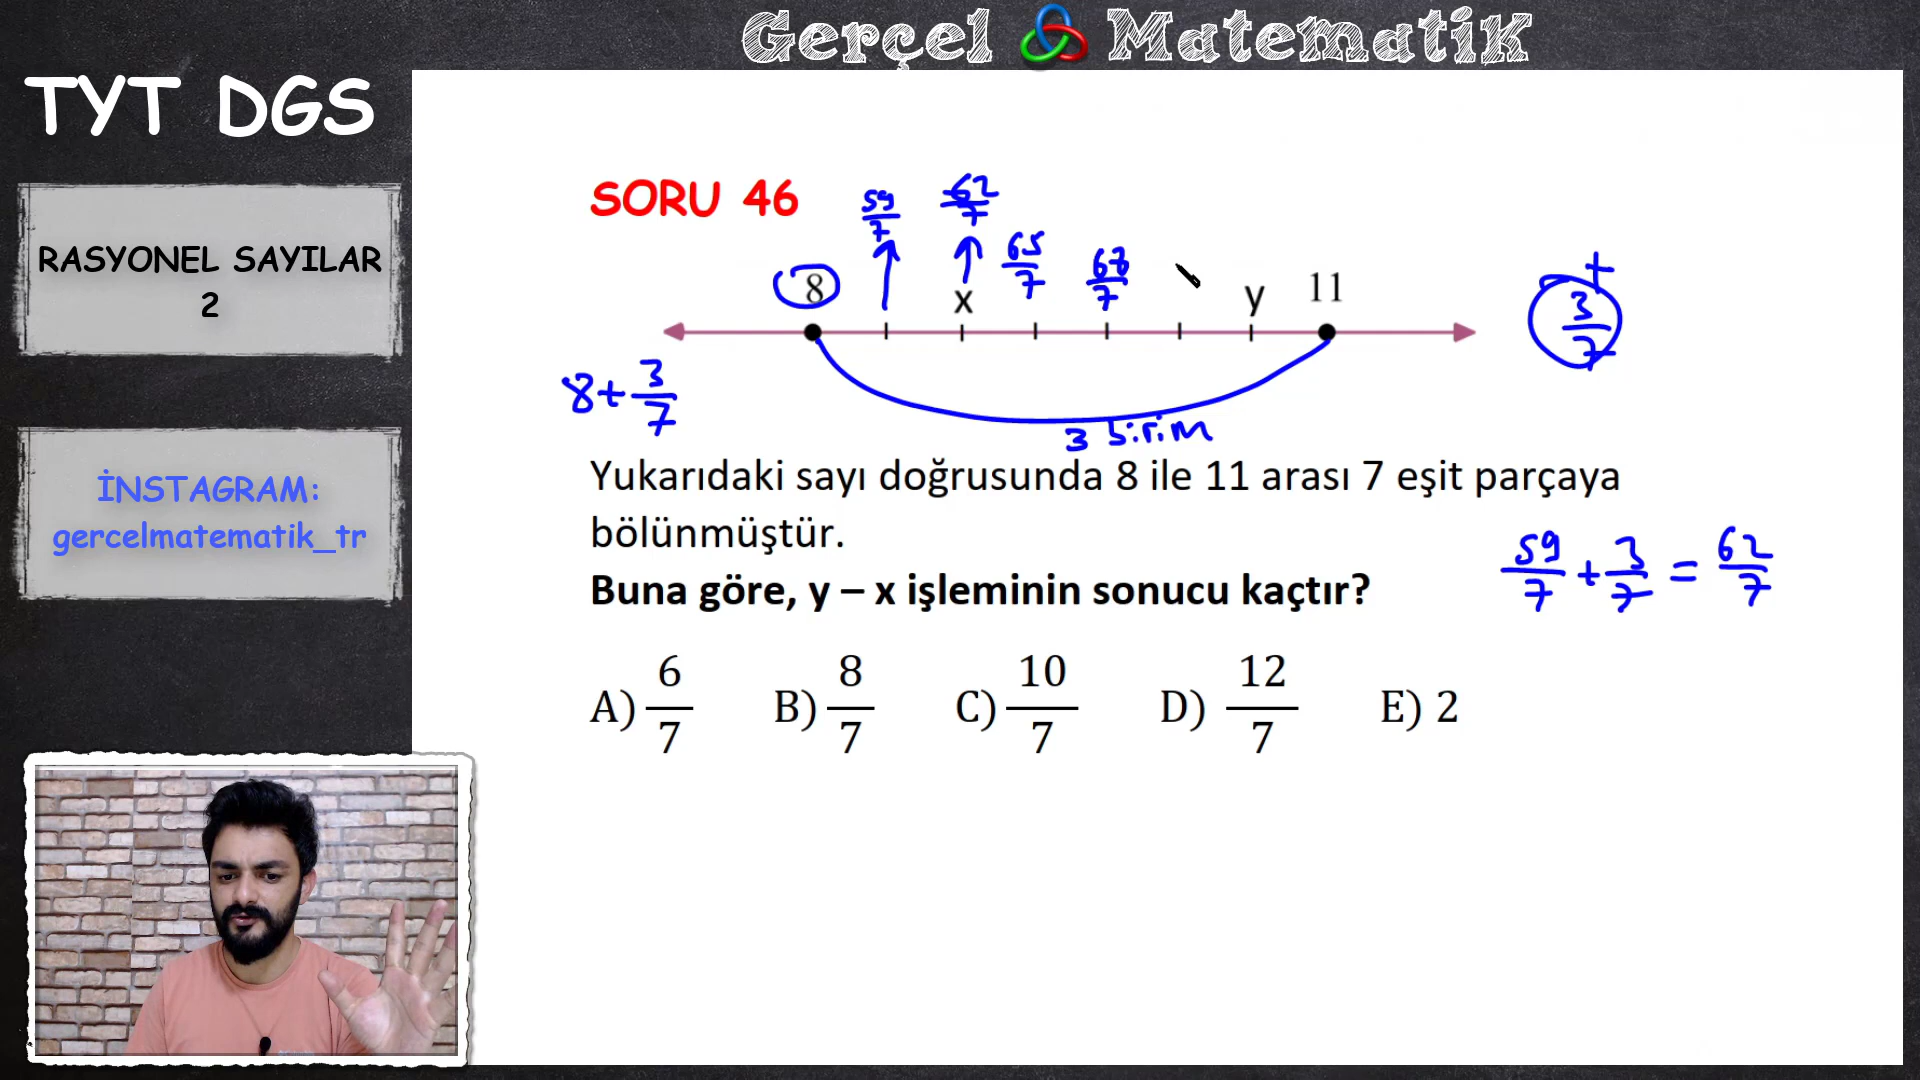 Gerçel Matematik
TYT DGS
RASYONEL SAYILAR
2
İNSTAGRAM:
gercelmatematik_tr
SORU 46
59/7 62/7 65/7 68/7
8 x y 11
+3/7
8+3/7
3 birim
Yukarıdaki sayı doğrusunda 8 ile 11 arası 7 eşit parçaya
bölünmüştür.
Buna göre, y – x işleminin sonucu kaçtır?
59/7 + 3/7 = 62/7
A) 6/7 B) 8/7 C) 10/7 D) 12/7 E) 2